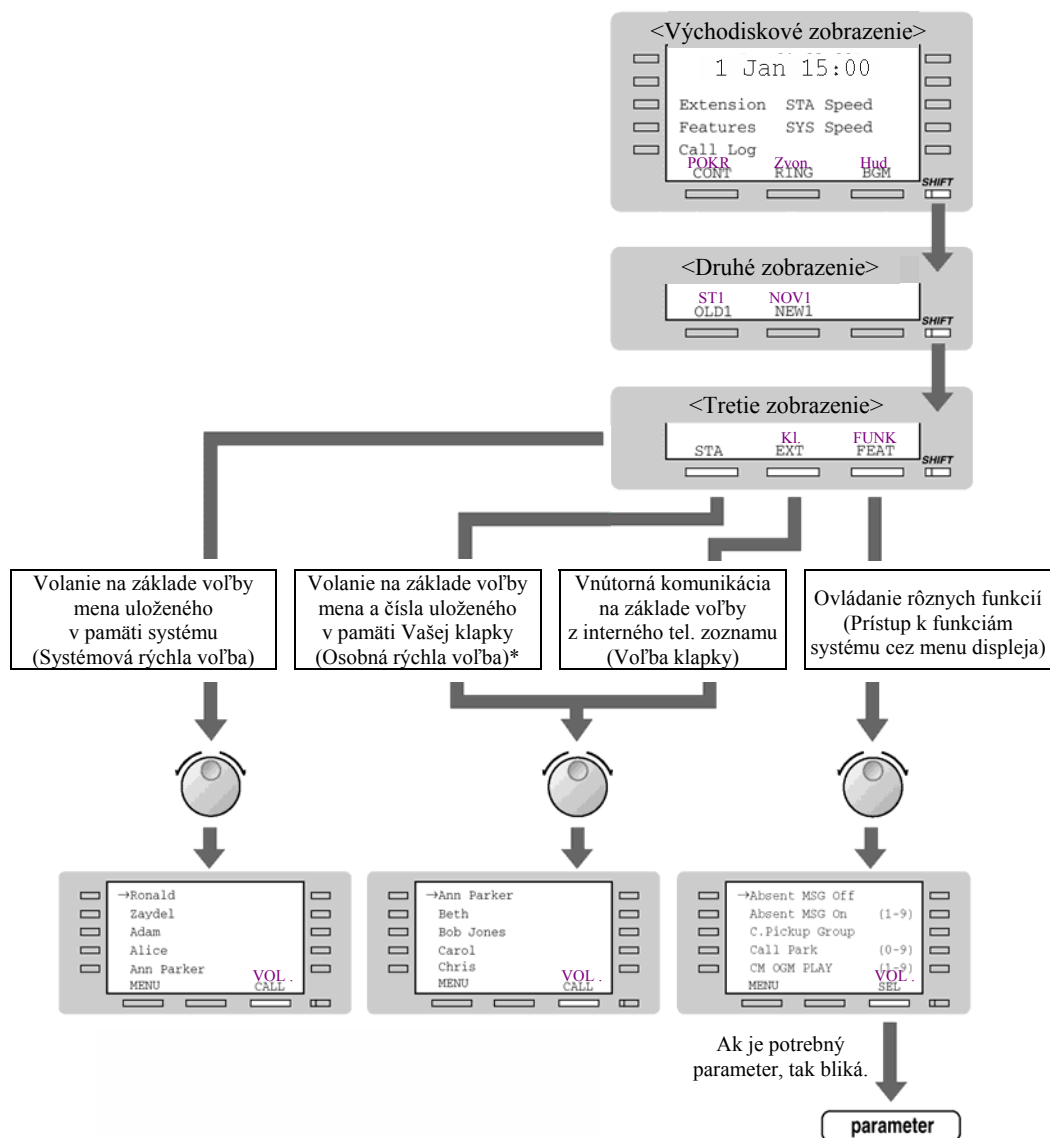 <Východiskové zobrazenie>
1 Jan 15:00
Extension STA Speed
Features SYS Speed
Call Log
POKR Zvon. Hud.
CONT RING BGM
SHIFT
<Druhé zobrazenie>
ST1 NOV1
OLD1 NEW1
SHIFT
<Tretie zobrazenie>
Kl. FUNK
STA EXT FEAT
SHIFT
Volanie na základe voľby
mena uloženého
v pamäti systému
(Systémová rýchla voľba)
Volanie na základe voľby
mena a čísla uloženého
v pamäti Vašej klapky
(Osobná rýchla voľba)*
Vnútorná komunikácia
na základe voľby
z interného tel. zoznamu
(Voľba klapky)
Ovládanie rôznych funkcií
(Prístup k funkciám
systému cez menu displeja)
→Ronald
Zaydel
Adam
Alice
Ann Parker
VOL .
MENU CALL
→Ann Parker
Beth
Bob Jones
Carol
Chris
VOL .
MENU CALL
→Absent MSG Off
Absent MSG On (1-9)
C.Pickup Group
Call Park (0-9)
CM OGM PLAY (1-9)
VOL .
MENU SEL
Ak je potrebný
parameter, tak bliká.
parameter